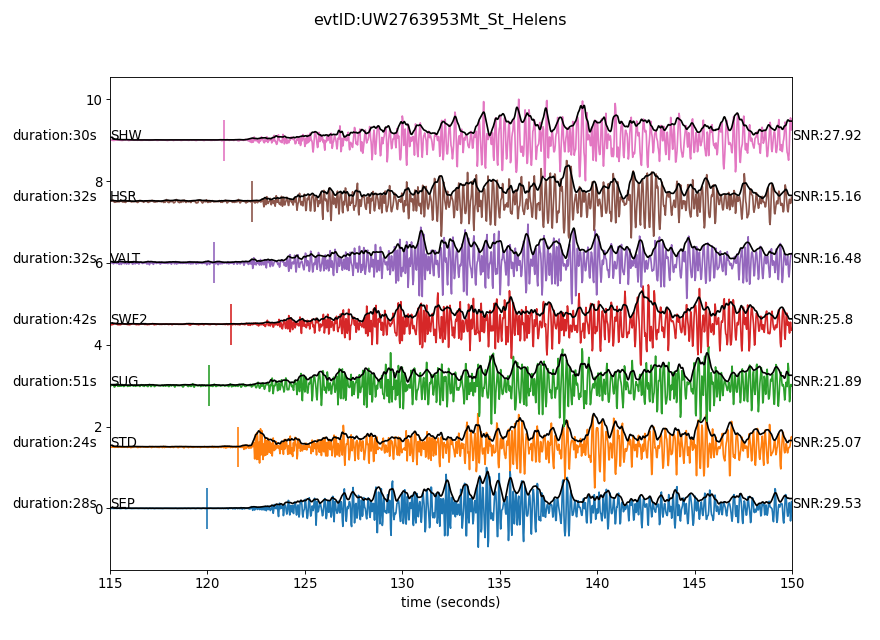 evtID:UW2763953Mt_St_Helens
10
duration:30s SHW SNR:27.92
8
duration:32s HSR SNR:15.16
duration:32s VALT SNR:16.48
6
duration:42s SWF2 SNR:25.8
4
duration:51s SUG SNR:21.89
2
duration:24s STD SNR:25.07
duration:28s SEP SNR:29.53
0
115 120 125 130 135 140 145 150
time (seconds)